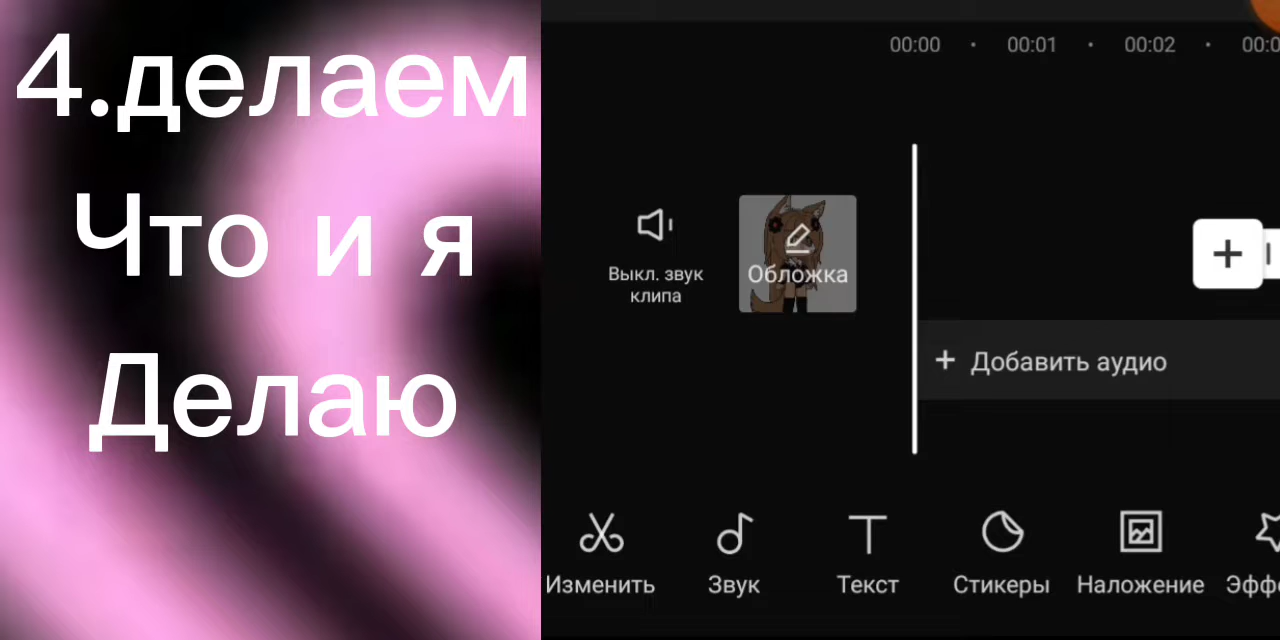 4.делаем
Что и я
Делаю
00:00
00:01
00:02
Выкл. звук
клипа
Обложка
Добавить аудио
Изменить
Звук
Текст
Стикеры
Наложение